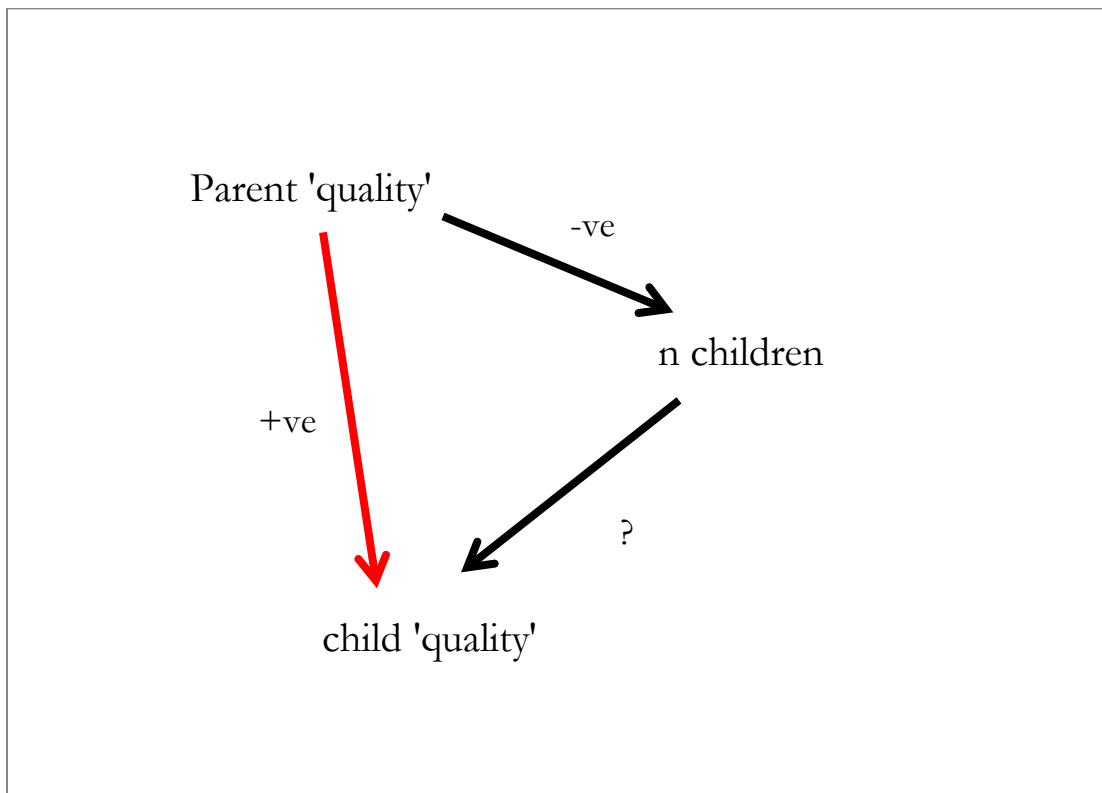 Parent 'quality'
-ve
n children
+ve
?
child 'quality'